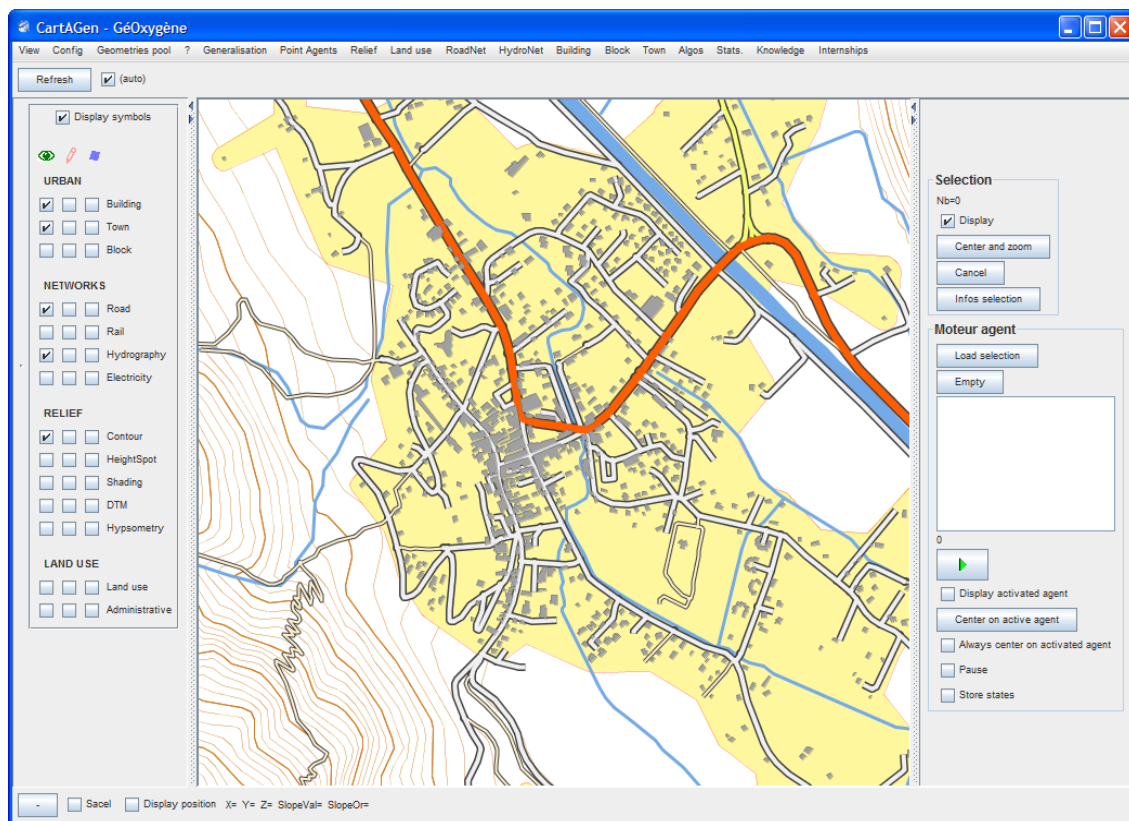 CartAGen - GéOxygène
View Config Geometries pool ? Generalisation Point Agents Relief Land use RoadNet HydroNet Building Block Town Algos Stats. Knowledge Internships
Refresh (auto)
Display symbols
URBAN
Building
Town
Block
NETWORKS
Road
Rail
Hydrography
Electricity
RELIEF
Contour
HeightSpot
Shading
DTM
Hypsometry
LAND USE
Land use
Administrative
Selection
Nb=0
Display
Center and zoom
Cancel
Infos selection
Moteur agent
Load selection
Empty
0
Display activated agent
Center on active agent
Always center on activated agent
Pause
Store states
- Sacel Display position X= Y= Z= SlopeVal= SlopeOr=